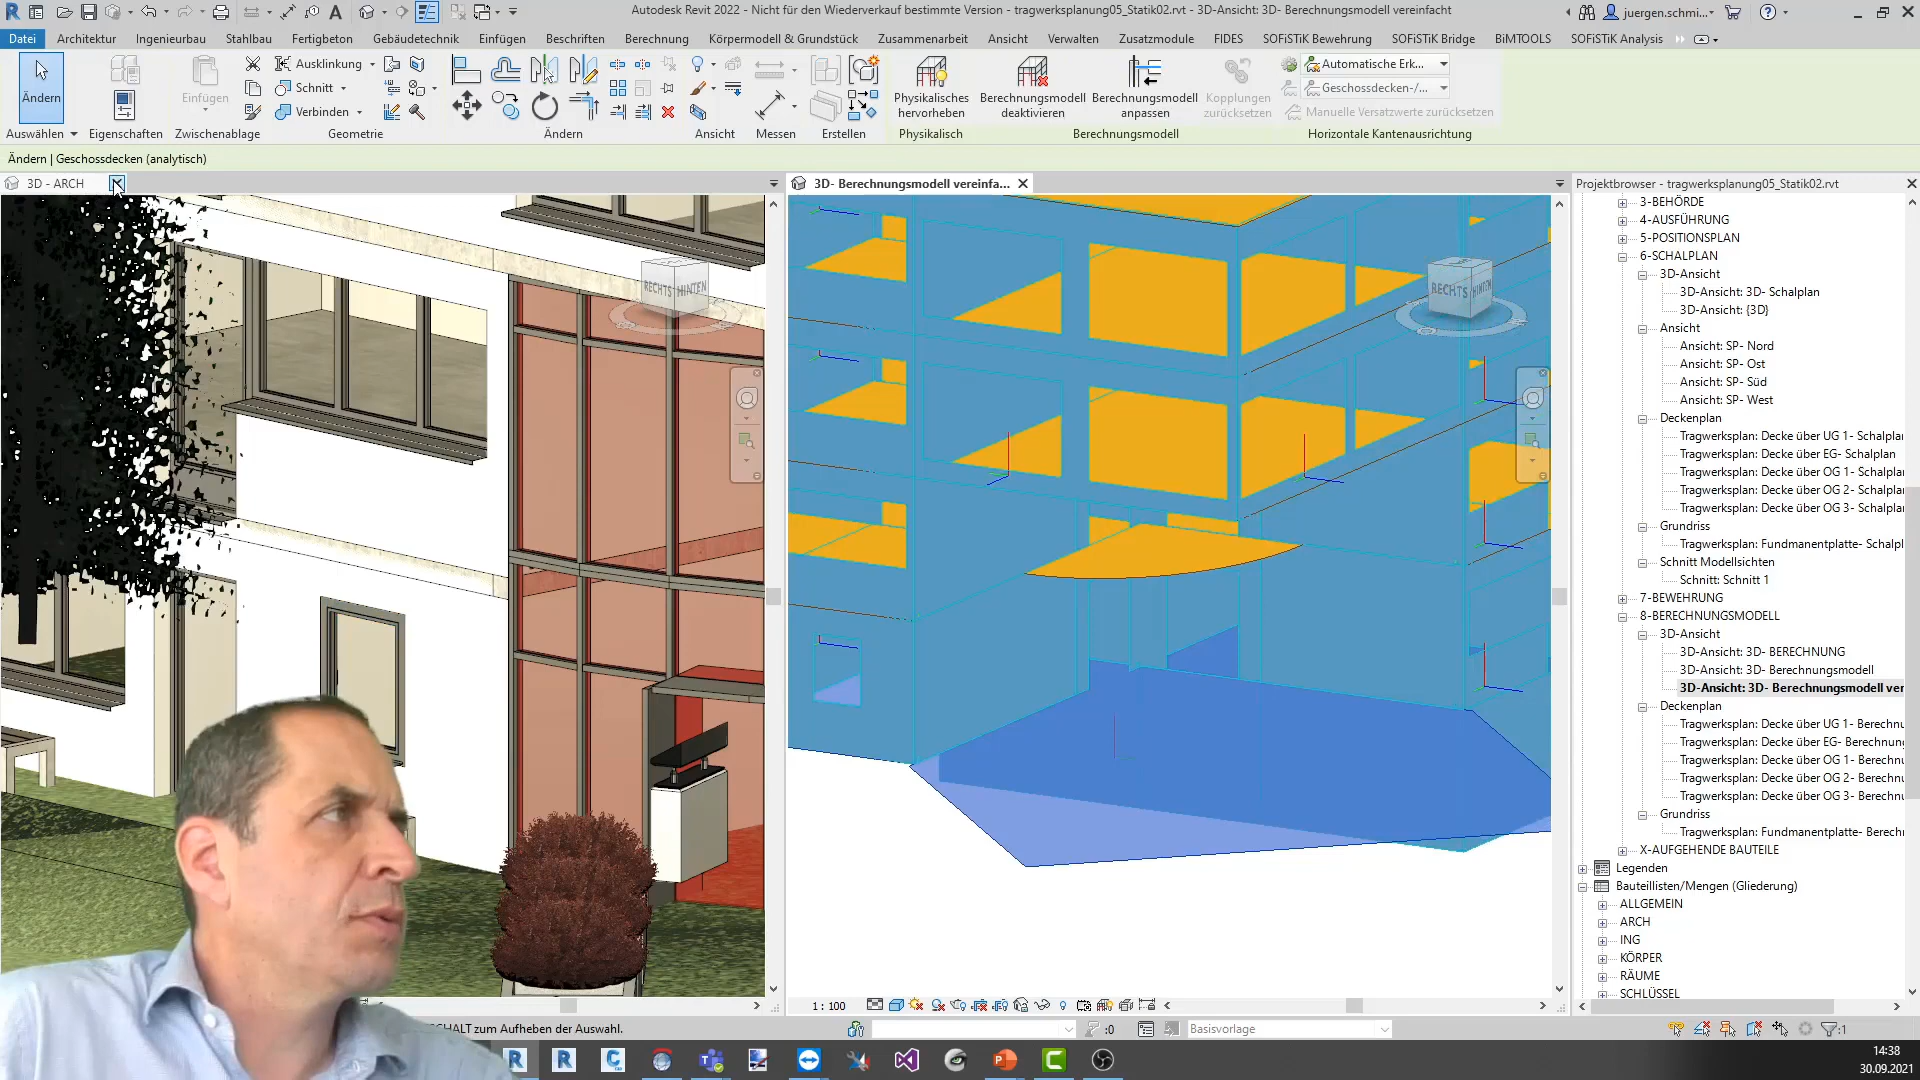 Autodesk Revit 2022 - Nicht für den Wiederverkauf bestimmte Version - tragwerksplanung05_Statik02.rvt - 3D-Ansicht: 3D- Berechnungsmodell vereinfacht
juergen.schmi...
Datei Architektur Ingenieurbau Stahlbau Fertigbeton Gebäudetechnik Einfügen Beschriften Berechnung Körpermodell & Grundstück Zusammenarbeit Ansicht Verwalten Zusatzmodule FIDES SOFiSTiK Bewehrung SOFiSTiK Bridge BiMTOOLS SOFiSTiK Analysis
Ändern
Einfügen
Ausklinkung
Schnitt
Verbinden
Physikalisches hervorheben
Berechnungsmodell deaktivieren
Berechnungsmodell anpassen
Kopplungen zurücksetzen
Automatische Erk...
Geschossdecken-/...
Manuelle Versatzwerte zurücksetzen
Auswählen Eigenschaften Zwischenablage Geometrie Ändern Ansicht Messen Erstellen Physikalisch Berechnungsmodell Horizontale Kantenausrichtung
Ändern | Geschossdecken (analytisch)
3D - ARCH
3D- Berechnungsmodell vereinfa...
Projektbrowser - tragwerksplanung05_Statik02.rvt
RECHTS HINTEN
RECHTS HINTEN
3-BEHÖRDE
4-AUSFÜHRUNG
5-POSITIONSPLAN
6-SCHALPLAN
3D-Ansicht
3D-Ansicht: 3D- Schalplan
3D-Ansicht: {3D}
Ansicht
Ansicht: SP- Nord
Ansicht: SP- Ost
Ansicht: SP- Süd
Ansicht: SP- West
Deckenplan
Tragwerksplan: Decke über UG 1- Schalpla
Tragwerksplan: Decke über EG- Schalplan
Tragwerksplan: Decke über OG 1- Schalpla
Tragwerksplan: Decke über OG 2- Schalpla
Tragwerksplan: Decke über OG 3- Schalpla
Grundriss
Tragwerksplan: Fundmanentplatte- Schalpl
Schnitt Modellsichten
Schnitt: Schnitt 1
7-BEWEHRUNG
8-BERECHNUNGSMODELL
3D-Ansicht
3D-Ansicht: 3D- BERECHNUNG
3D-Ansicht: 3D- Berechnungsmodell
3D-Ansicht: 3D- Berechnungsmodell ver
Deckenplan
Tragwerksplan: Decke über UG 1- Berechnu
Tragwerksplan: Decke über EG- Berechnung
Tragwerksplan: Decke über OG 1- Berechnu
Tragwerksplan: Decke über OG 2- Berechnu
Tragwerksplan: Decke über OG 3- Berechnu
Grundriss
Tragwerksplan: Fundmanentplatte- Berechn
X-AUFGEHENDE BAUTEILE
Legenden
Bauteillisten/Mengen (Gliederung)
ALLGEMEIN
ARCH
ING
KÖRPER
RÄUME
SCHLÜSSEL
1 : 100
CHALT zum Aufheben der Auswahl.
:0
Basisvorlage
:1
14:38
30.09.2021